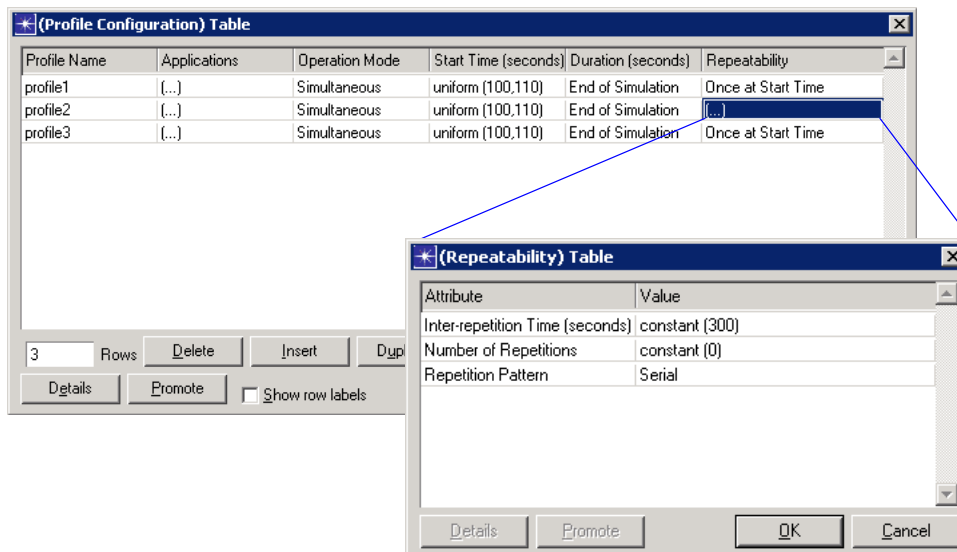 (Profile Configuration) Table
Profile Name Applications Operation Mode Start Time (seconds) Duration (seconds) Repeatability
profile1 (...) Simultaneous uniform (100,110) End of Simulation Once at Start Time
profile2 (...) Simultaneous uniform (100,110) End of Simulation (...)
profile3 (...) Simultaneous uniform (100,110) End of Simulation Once at Start Time
3 Rows Delete Insert Dupl
Details Promote Show row labels
(Repeatability) Table
Attribute Value
Inter-repetition Time (seconds) constant (300)
Number of Repetitions constant (0)
Repetition Pattern Serial
Details Promote OK Cancel